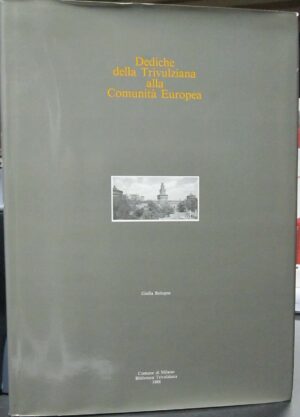 Dediche
della Trivulziana
alla
Comunità Europea
Giulia Bologna
Comune di Milano
Biblioteca Trivulziana